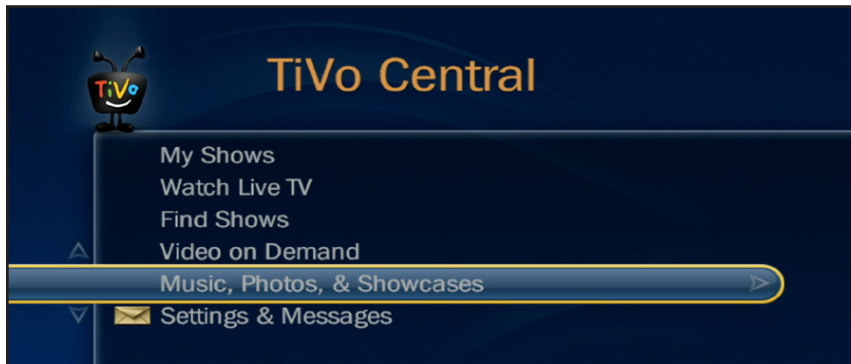 TiVo
TiVo Central
My Shows
Watch Live TV
Find Shows
Video on Demand
Music, Photos, & Showcases
Settings & Messages